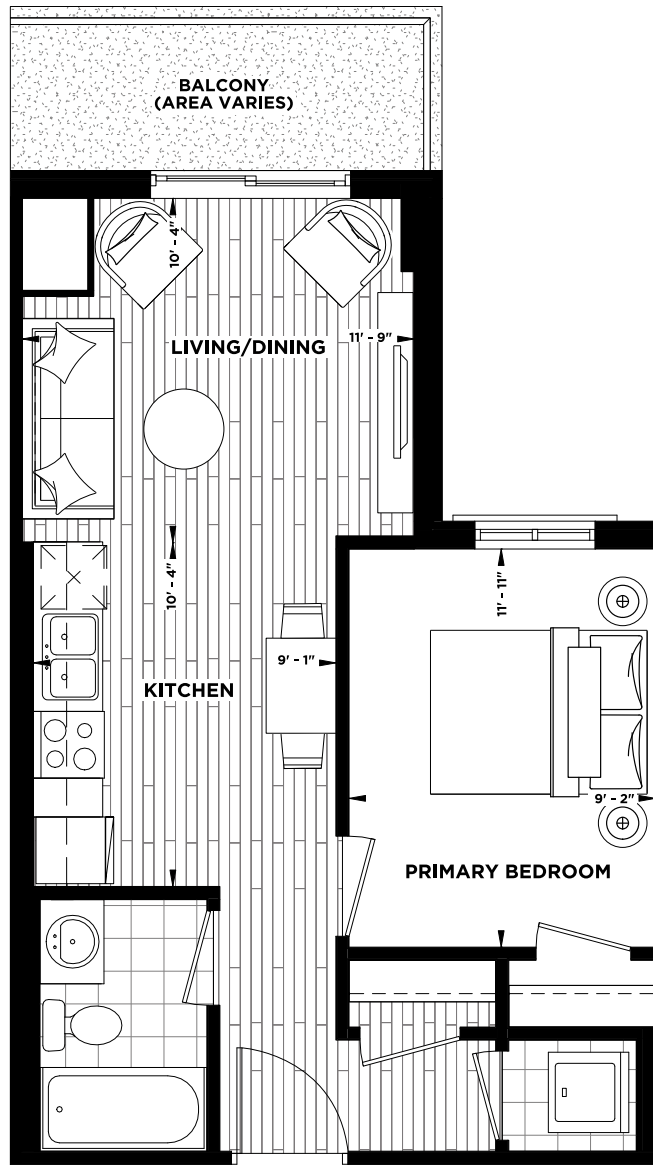 BALCONY
(AREA VARIES)
10' - 4"
LIVING/DINING
11' - 9"
10' - 4"
11' - 11"
KITCHEN
9' - 1"
9' - 2"
PRIMARY BEDROOM